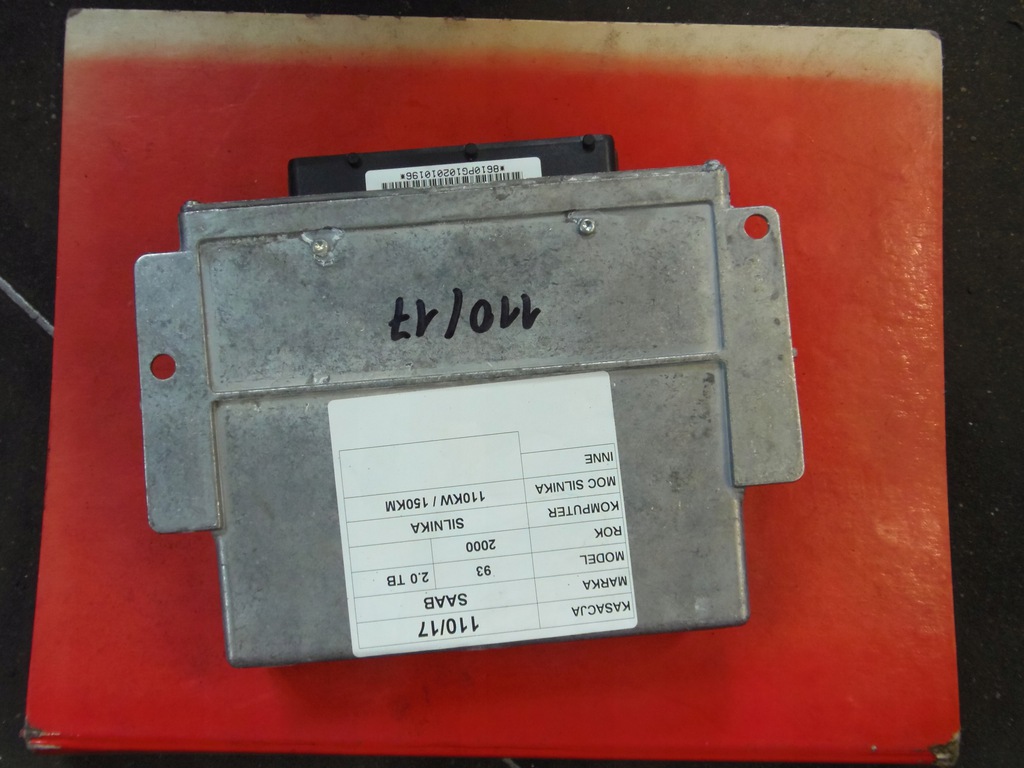 KASACJA 110/17
MARKA SAAB
MODEL 93 2.0 TB
ROK 2000
KOMPUTER SILNIKA
MOC SILNIKA 110KW / 150KM
INNE
110/17
*8610PG102010196*